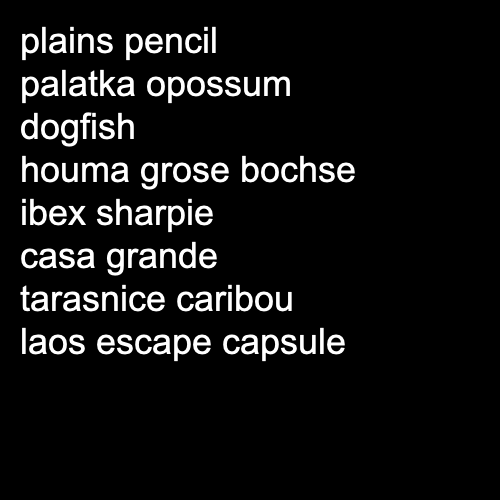 plains pencil
palatka opossum
dogfish
houma grose bochse
ibex sharpie
casa grande
tarasnice caribou
laos escape capsule